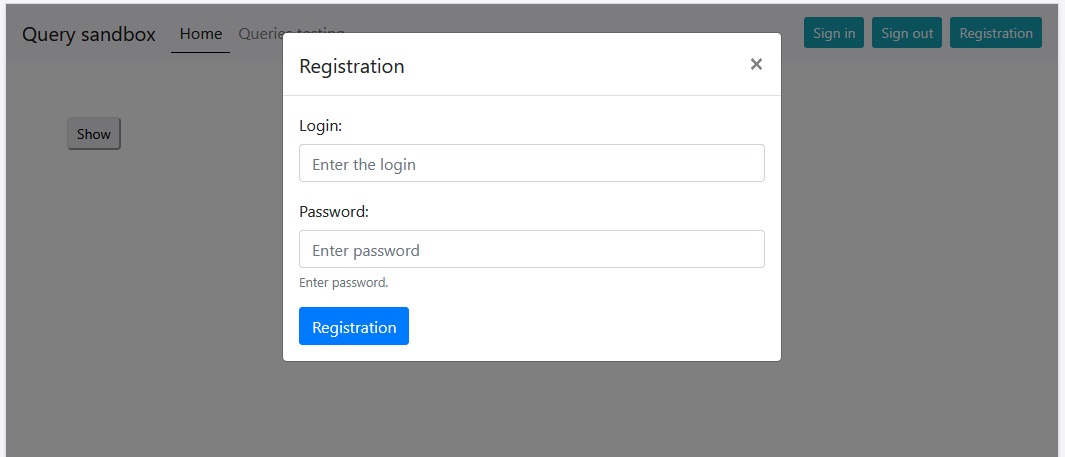 Query sandbox Home Queries testing Sign in Sign out Registration
Registration ×
Show
Login:
Enter the login
Password:
Enter password
Enter password.
Registration